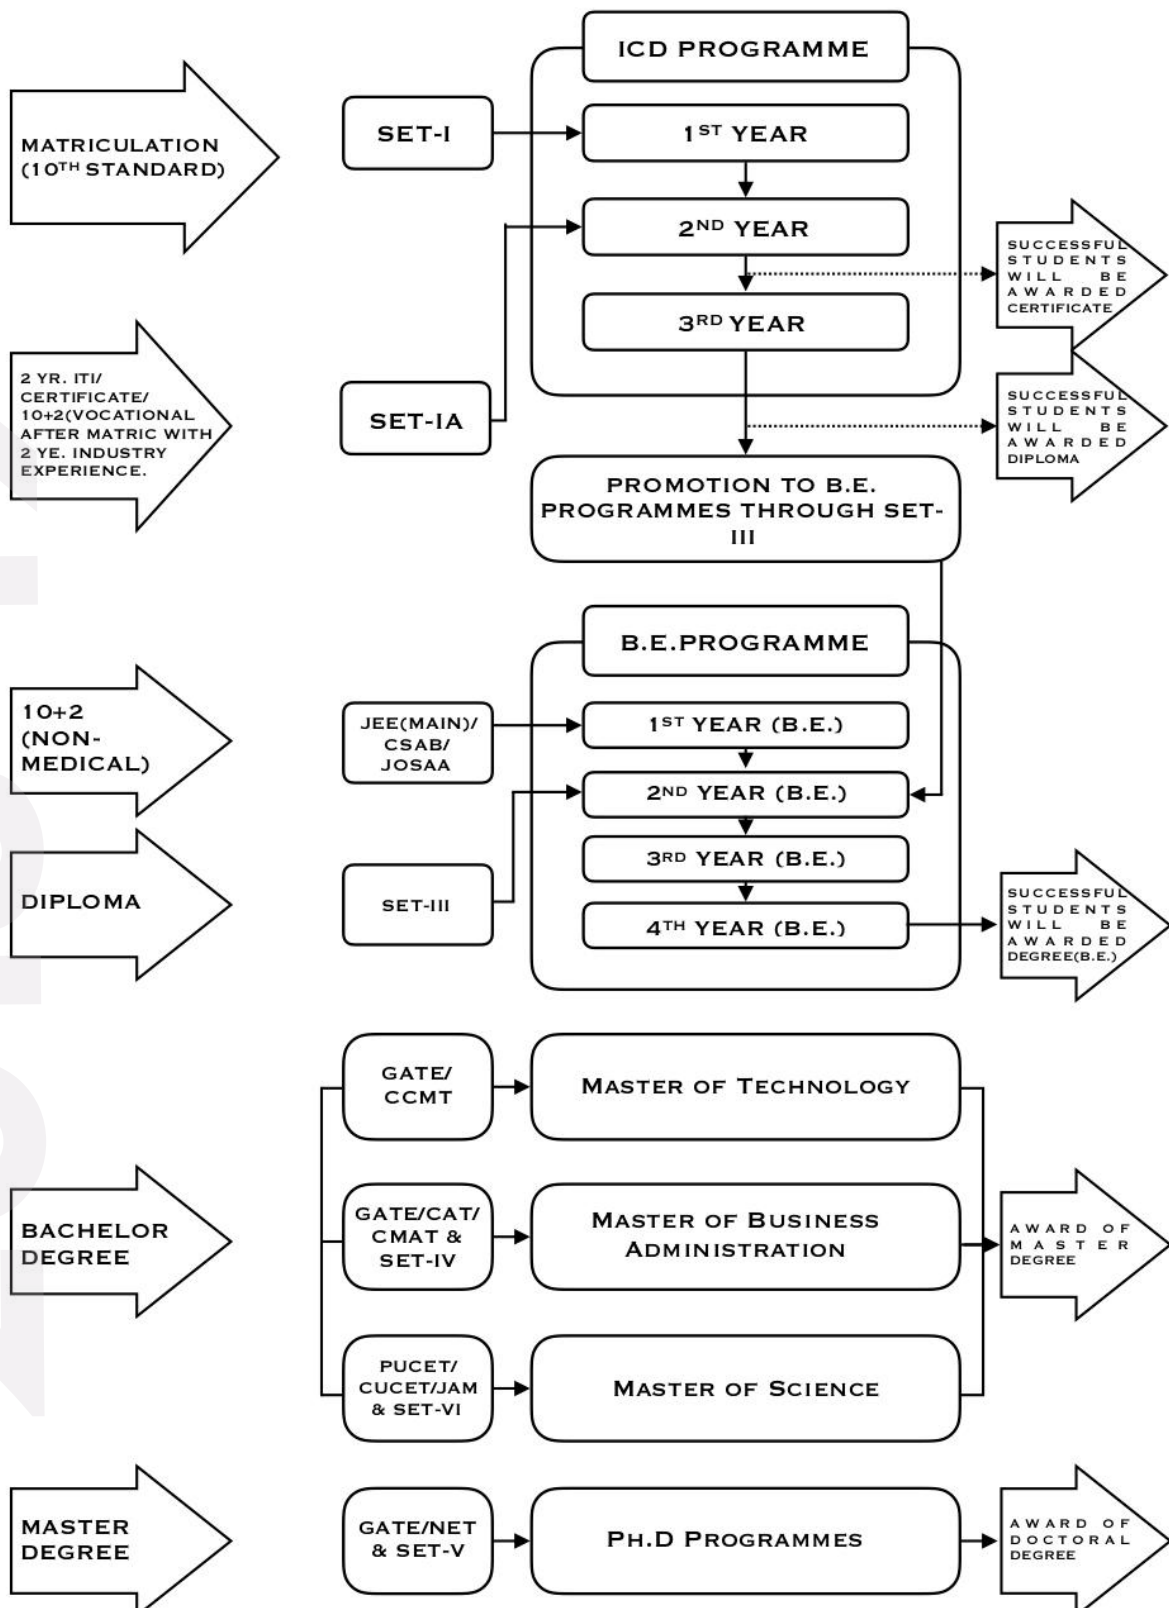 ICD PROGRAMME
MATRICULATION
(10TH STANDARD)
SET-I
1ST YEAR
2ND YEAR
3RD YEAR
SUCCESSFUL
STUDENTS
WILL BE
AWARDED
CERTIFICATE
2 YR. ITI/
CERTIFICATE/
10+2(VOCATIONAL
AFTER MATRIC WITH
2 YE. INDUSTRY
EXPERIENCE.
SET-IA
SUCCESSFUL
STUDENTS
WILL BE
AWARDED
DIPLOMA
PROMOTION TO B.E.
PROGRAMMES THROUGH SET-
III
B.E.PROGRAMME
10+2
(NON-
MEDICAL)
JEE(MAIN)/
CSAB/
JOSAA
1ST YEAR (B.E.)
2ND YEAR (B.E.)
3RD YEAR (B.E.)
4TH YEAR (B.E.)
DIPLOMA
SET-III
SUCCESSFUL
STUDENTS
WILL BE
AWARDED
DEGREE(B.E.)
BACHELOR
DEGREE
GATE/
CCMT
MASTER OF TECHNOLOGY
GATE/CAT/
CMAT &
SET-IV
MASTER OF BUSINESS
ADMINISTRATION
PUCET/
CUCET/JAM
& SET-VI
MASTER OF SCIENCE
AWARD OF
MASTER
DEGREE
MASTER
DEGREE
GATE/NET
& SET-V
PH.D PROGRAMMES
AWARD OF
DOCTORAL
DEGREE